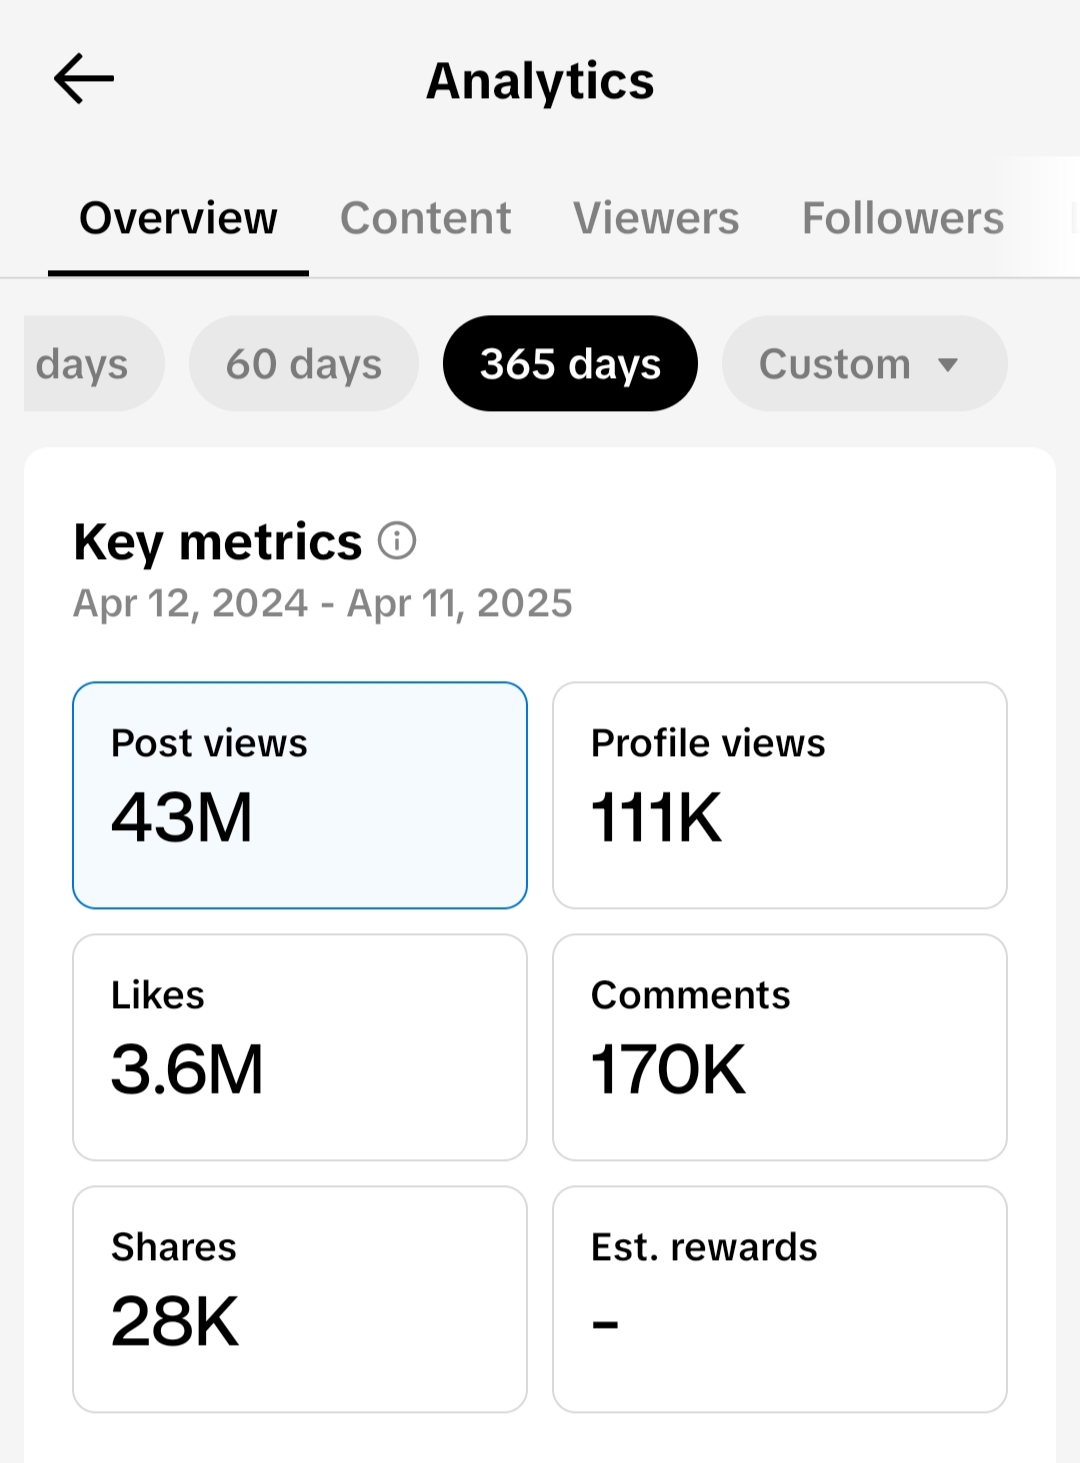 Analytics
Overview Content Viewers Followers
days 60 days 365 days Custom
Key metrics
Apr 12, 2024 - Apr 11, 2025
Post views Profile views
43M 111K
Likes Comments
3.6M 170K
Shares Est. rewards
28K -